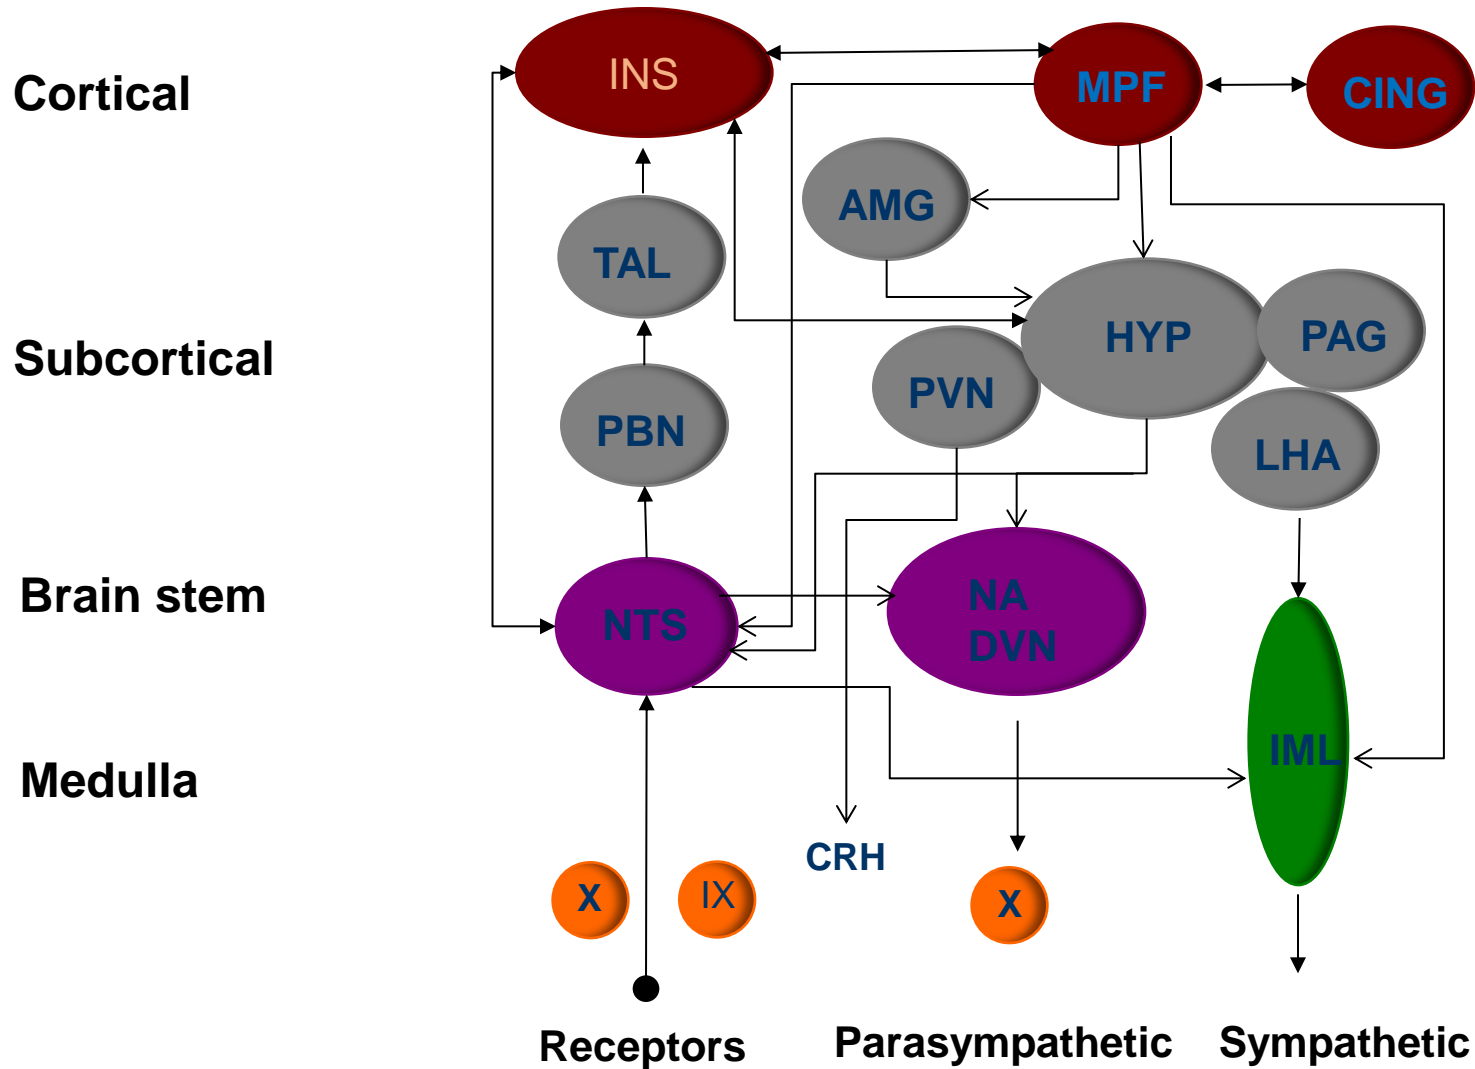 Cortical
INS
MPF
CING
AMG
TAL
Subcortical
HYP
PAG
PVN
PBN
LHA
Brain stem
NTS
NA
DVN
Medulla
IML
CRH
X
IX
X
Receptors
Parasympathetic
Sympathetic